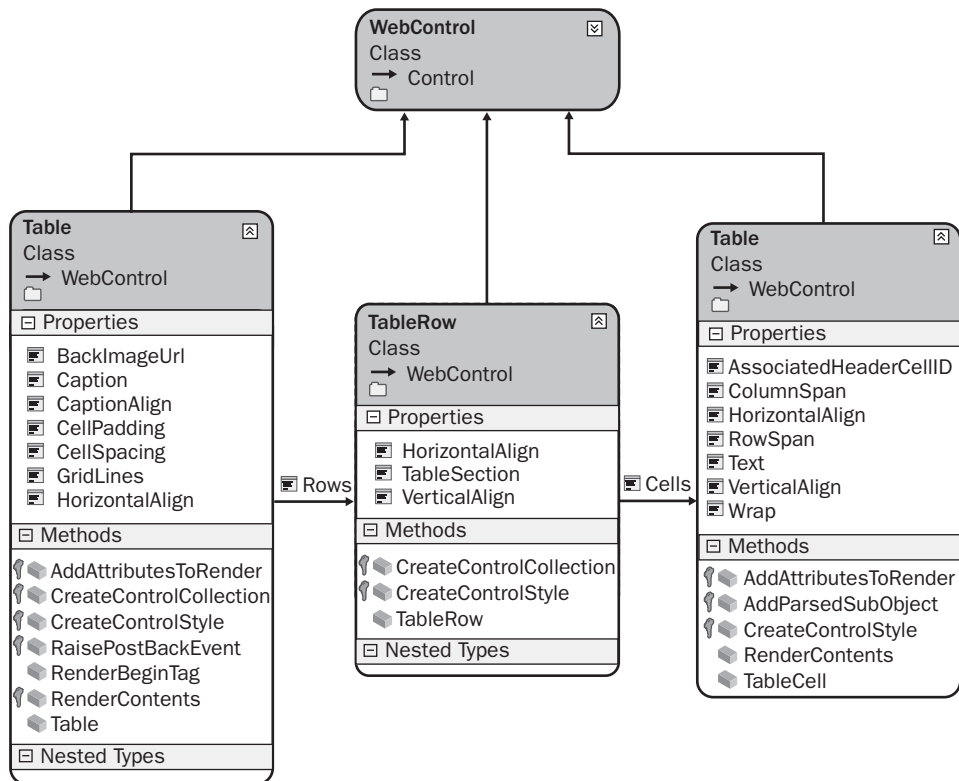 WebControl
Class
Control
Table
Class
WebControl
Properties
BackImageUrl
Caption
CaptionAlign
CellPadding
CellSpacing
GridLines
HorizontalAlign
Methods
AddAttributesToRender
CreateControlCollection
CreateControlStyle
RaisePostBackEvent
RenderBeginTag
RenderContents
Table
Nested Types
Rows
TableRow
Class
WebControl
Properties
HorizontalAlign
TableSection
VerticalAlign
Methods
CreateControlCollection
CreateControlStyle
TableRow
Nested Types
Cells
Table
Class
WebControl
Properties
AssociatedHeaderCellID
ColumnSpan
HorizontalAlign
RowSpan
Text
VerticalAlign
Wrap
Methods
AddAttributesToRender
AddParsedSubObject
CreateControlStyle
RenderContents
TableCell